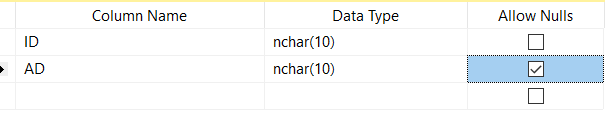 Column Name Data Type Allow Nulls
ID nchar(10)
AD nchar(10)